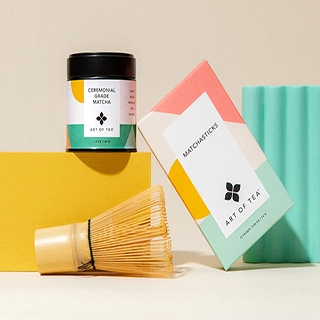 CEREMONIAL
GRADE
MATCHA
ART OF TEA
MATCHASTICKS
ART OF TEA